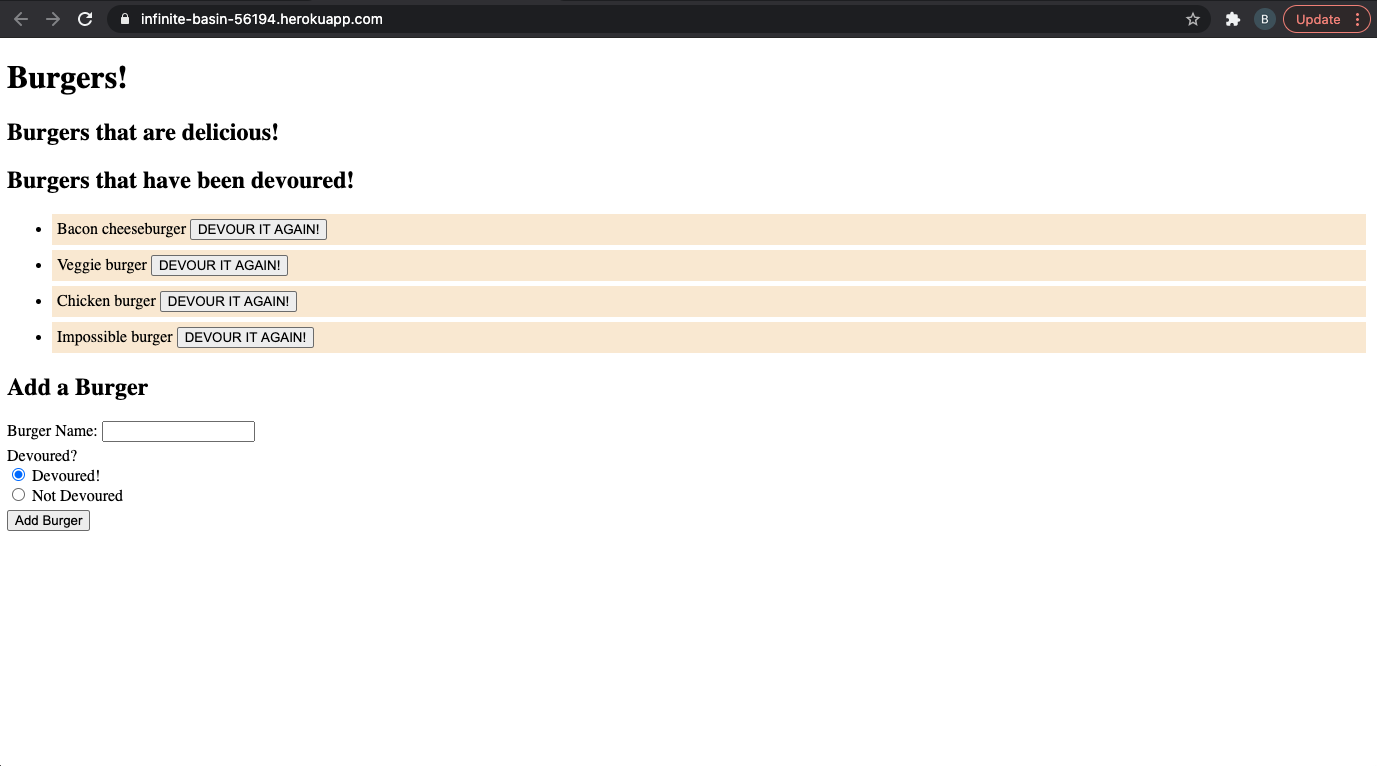 infinite-basin-56194.herokuapp.com
B
Update
Burgers!
Burgers that are delicious!
Burgers that have been devoured!
Bacon cheeseburger DEVOUR IT AGAIN!
Veggie burger DEVOUR IT AGAIN!
Chicken burger DEVOUR IT AGAIN!
Impossible burger DEVOUR IT AGAIN!
Add a Burger
Burger Name:
Devoured?
Devoured!
Not Devoured
Add Burger